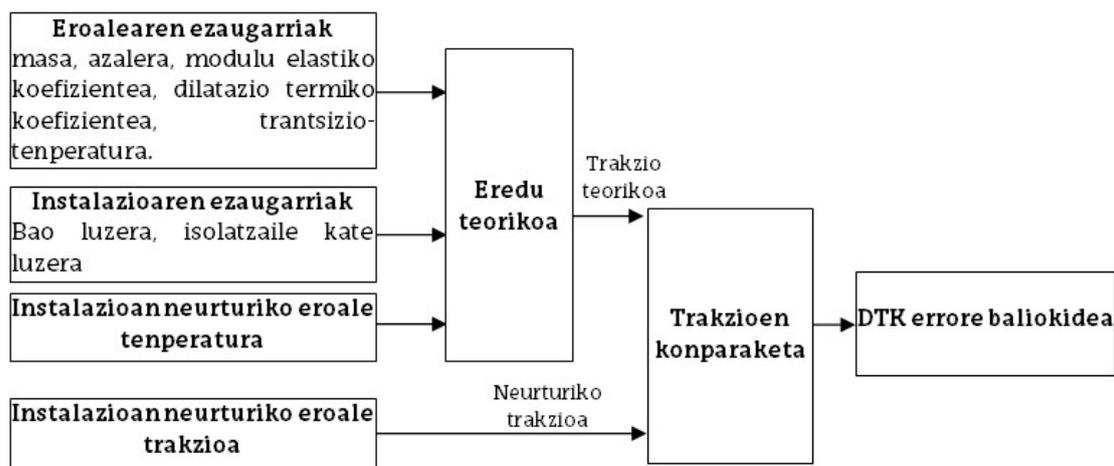 Eroalearen ezaugarriak
masa, azalera, modulu elastiko
koefizientea, dilatazio termiko
koefizientea, trantsizio-
tenperatura.
Instalazioaren ezaugarriak
Bao luzera, isolatzaile kate
luzera
Instalazioan neurturiko eroale
tenperatura
Instalazioan neurturiko eroale
trakzioa
Eredu
teorikoa
Trakzio
teorikoa
Neurturiko
trakzioa
Trakzioen
konparaketa
DTK errore baliokidea